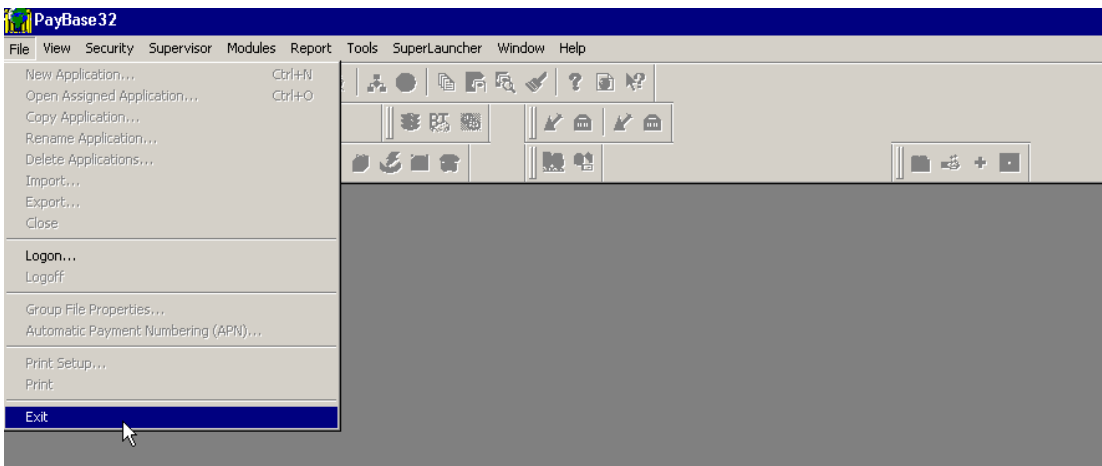 PayBase32
File View Security Supervisor Modules Report Tools SuperLauncher Window Help
New Application... Ctrl+N
Open Assigned Application... Ctrl+O
Copy Application...
Rename Application...
Delete Applications...
Import...
Export...
Close
Logon...
Logoff
Group File Properties...
Automatic Payment Numbering (APN)...
Print Setup...
Print
Exit